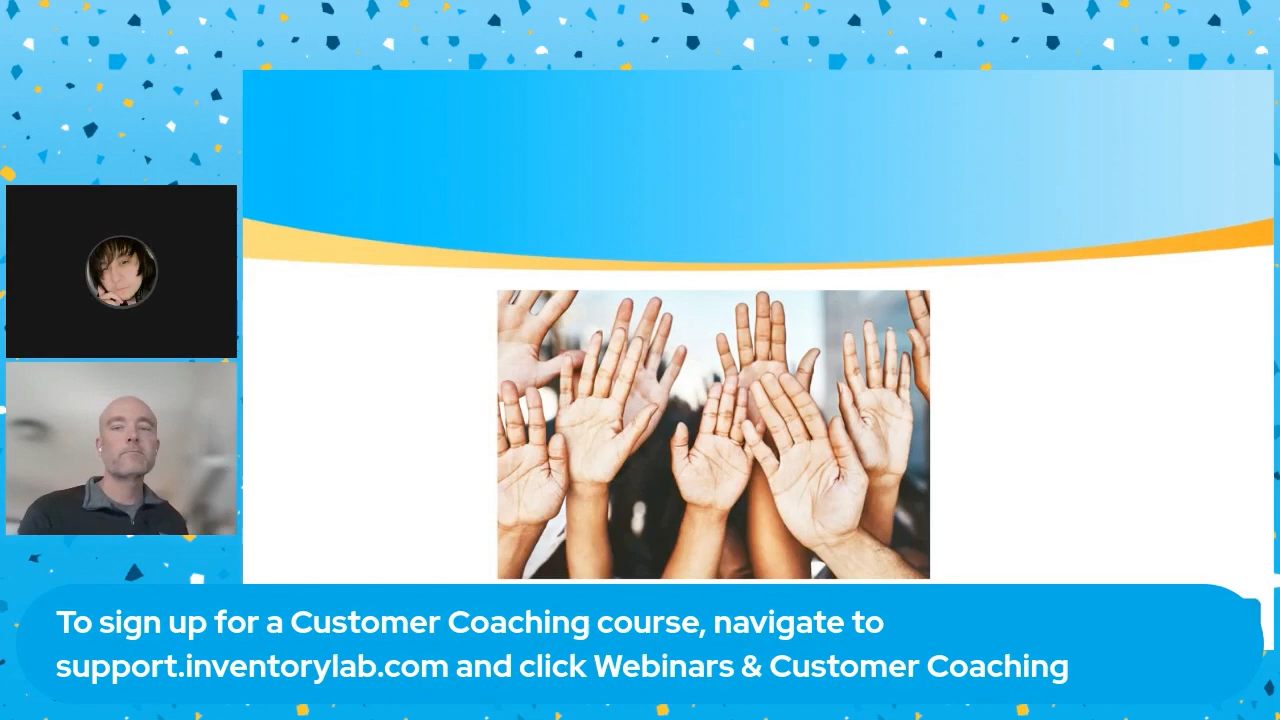 To sign up for a Customer Coaching course, navigate to
support.inventorylab.com and click Webinars & Customer Coaching